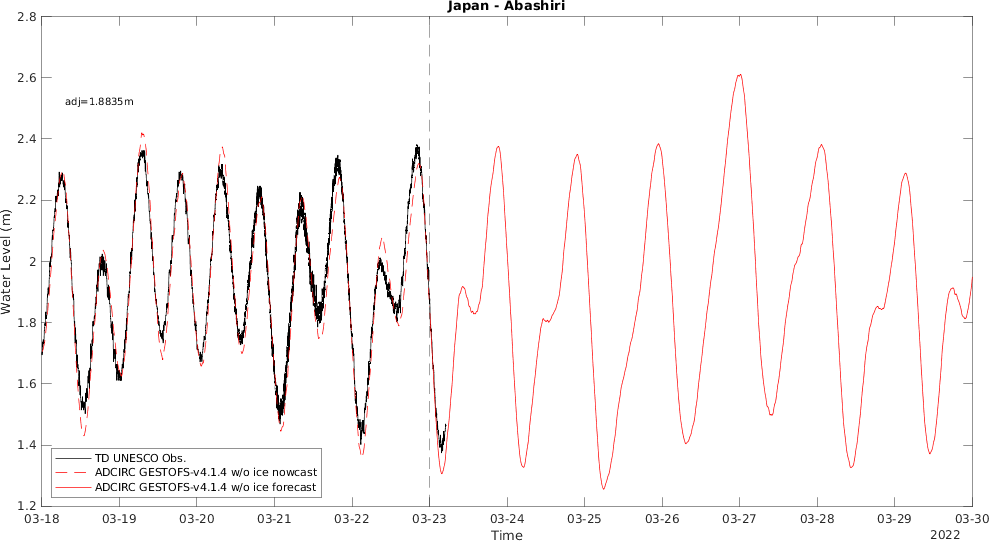 Japan - Abashiri
2.8
2.6
2.4
2.2
2
1.8
1.6
1.4
1.2
Water Level (m)
adj=1.8835m
TD UNESCO Obs.
ADCIRC GESTOFS-v4.1.4 w/o ice nowcast
ADCIRC GESTOFS-v4.1.4 w/o ice forecast
03-18 03-19 03-20 03-21 03-22 03-23 03-24 03-25 03-26 03-27 03-28 03-29 03-30
Time
2022